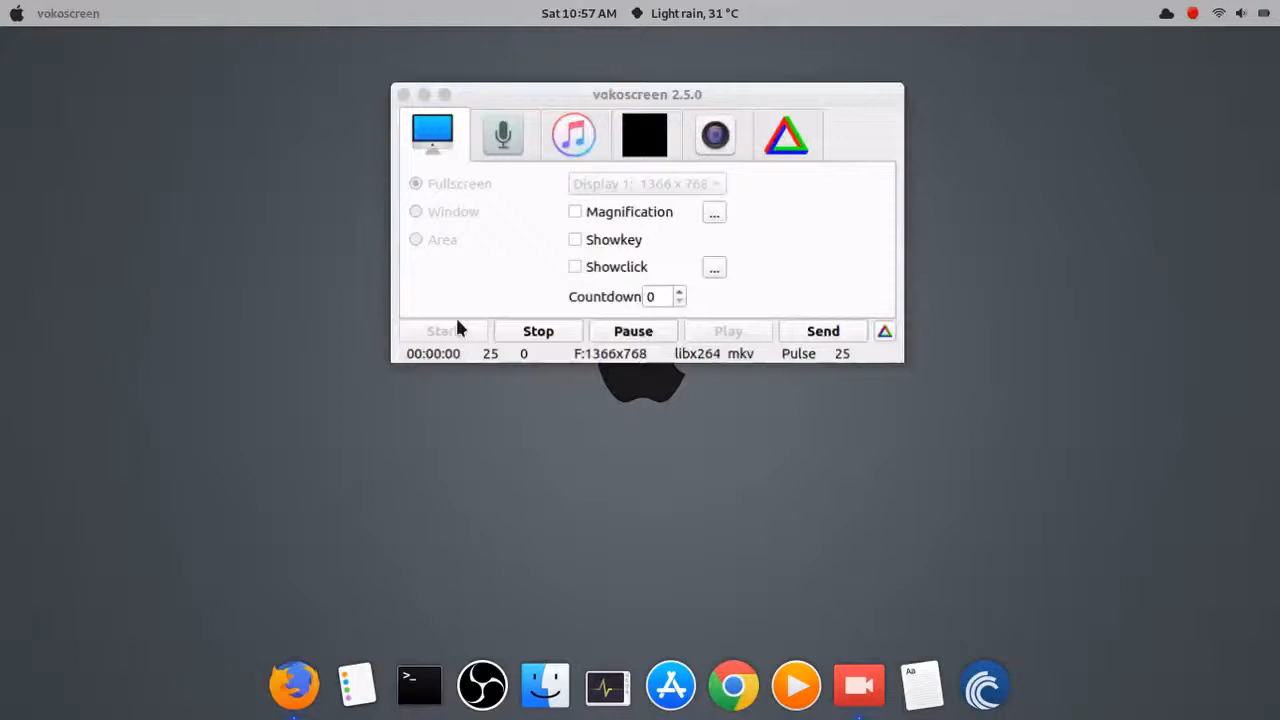 vokoscreen Sat 10:57 AM Light rain, 31 °C
vokoscreen 2.5.0
Fullscreen Display 1: 1366 x 768
Window Magnification ...
Area Showkey
Showclick ...
Countdown 0
Start Stop Pause Play Send
00:00:00 25 0 F:1366x768 libx264 mkv Pulse 25
>_ Aa